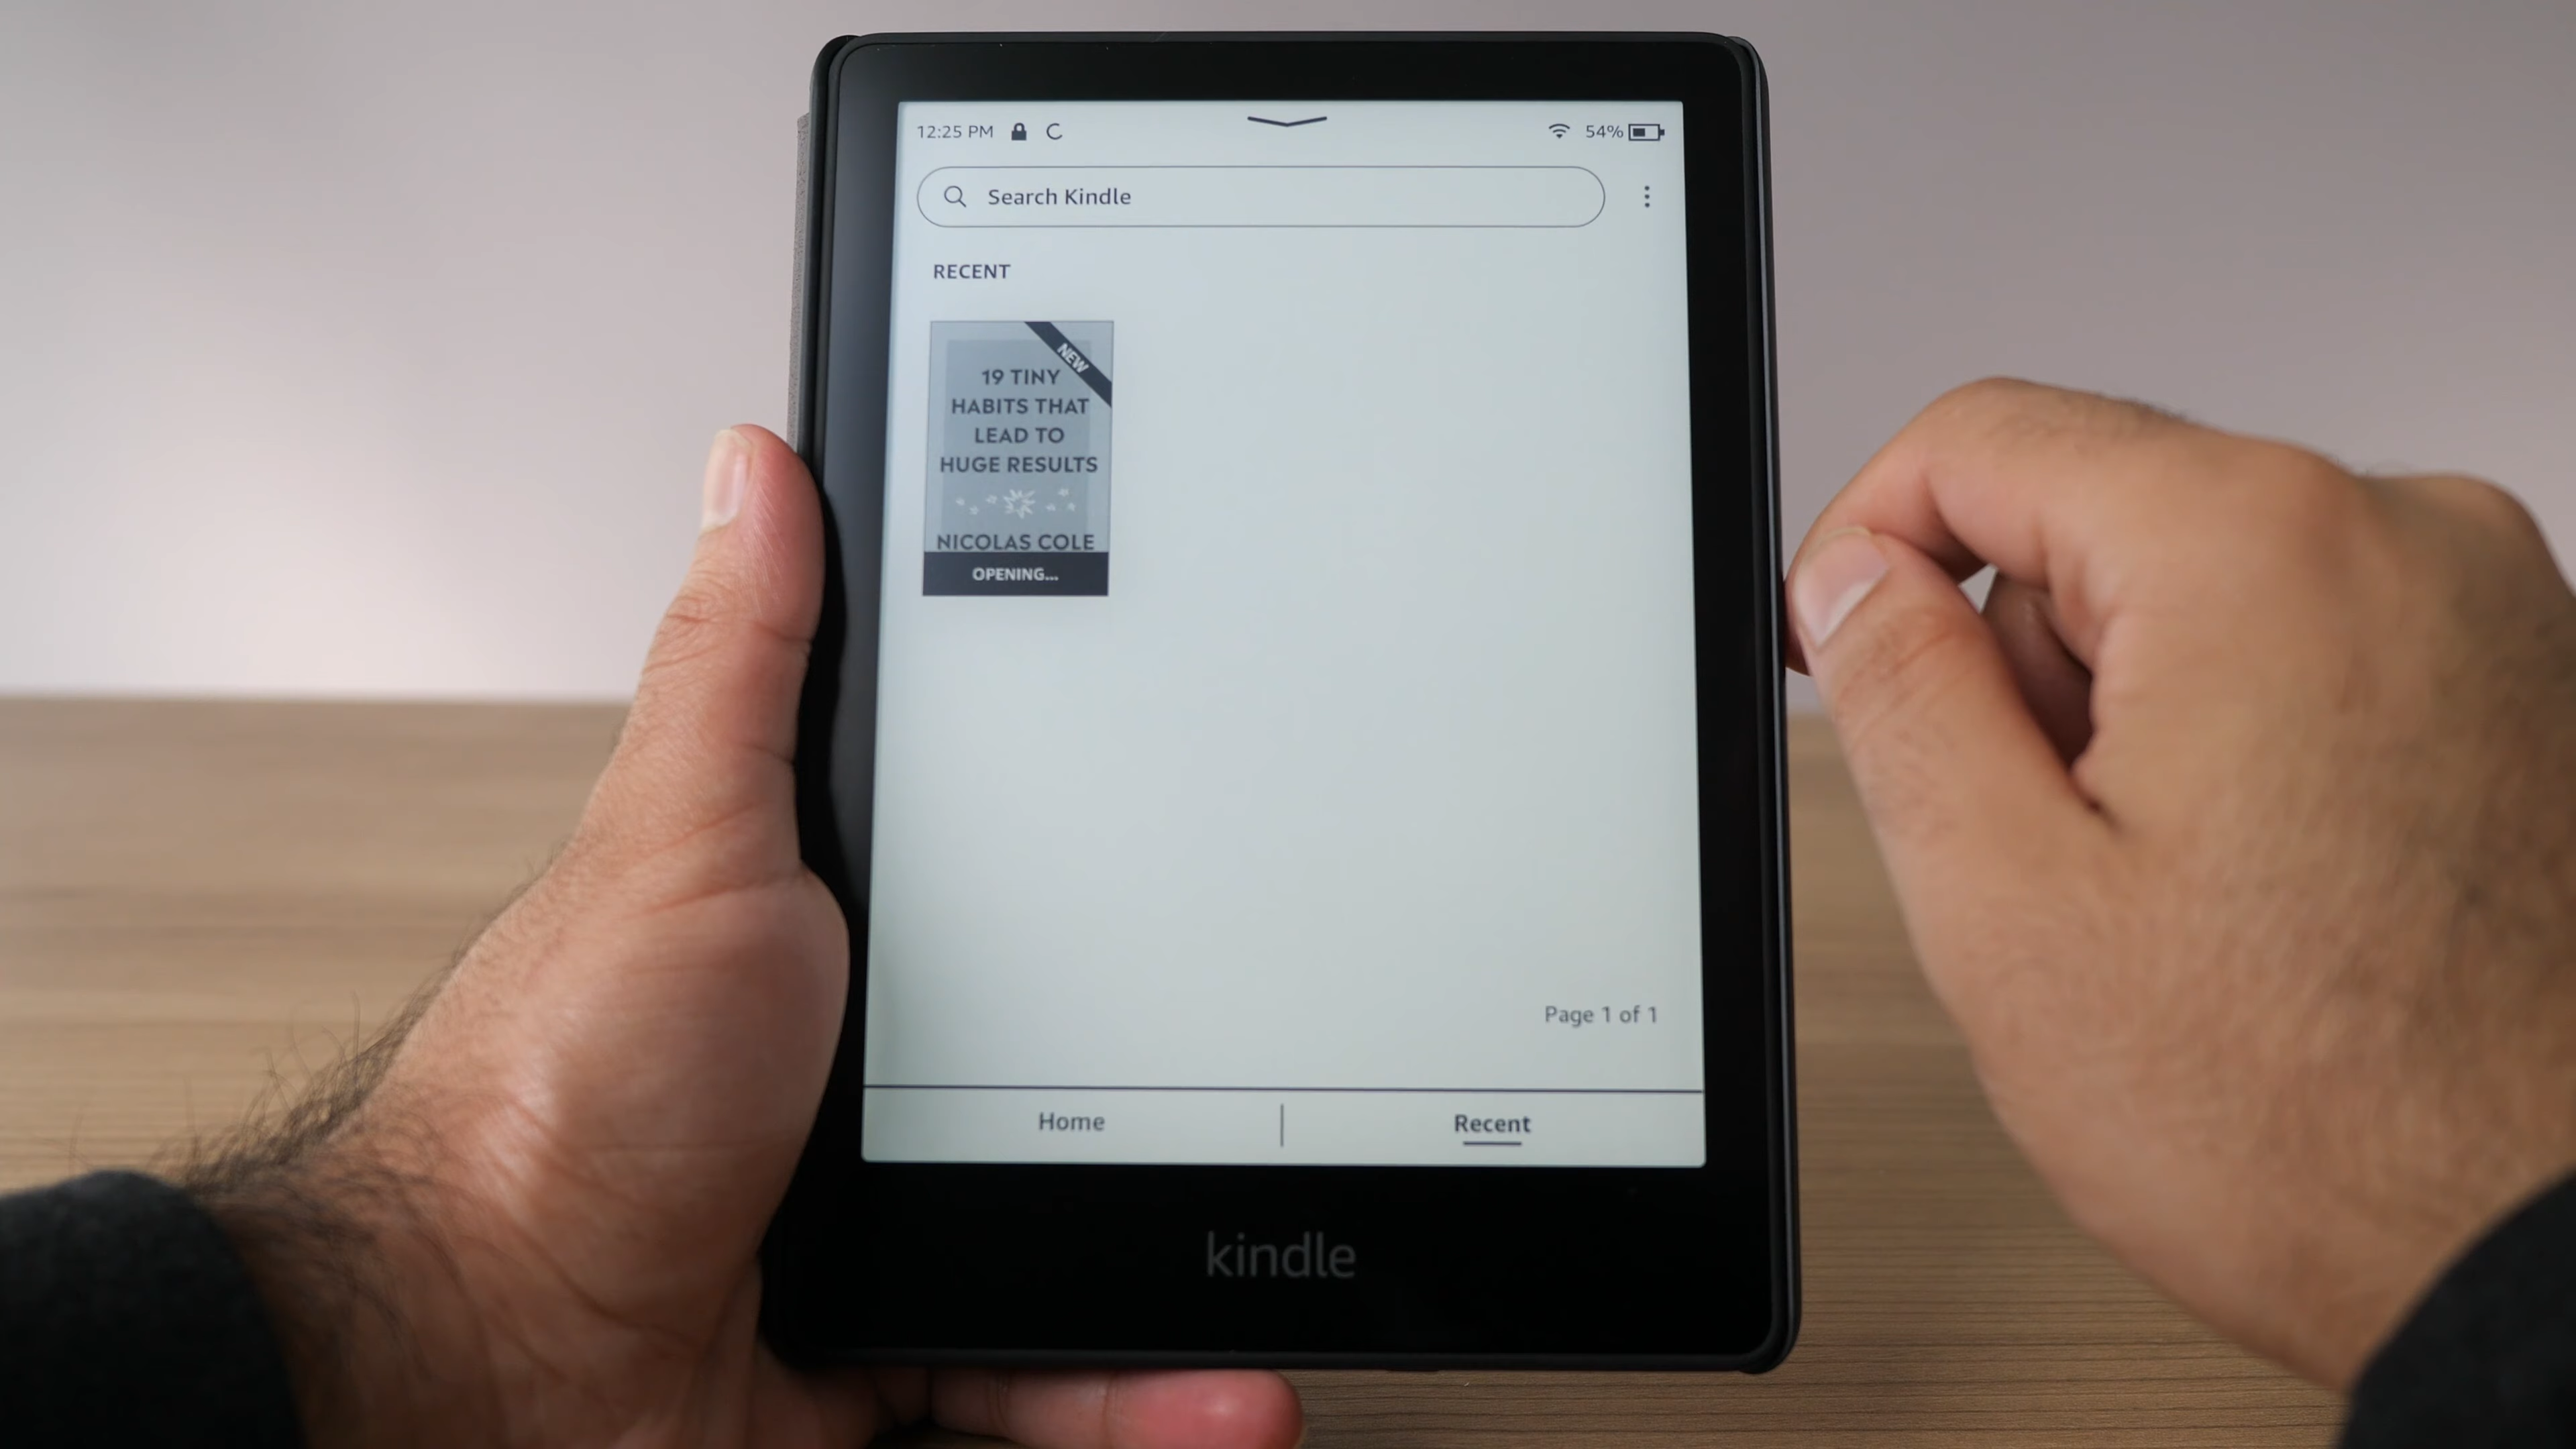 12:25 PM
54%
Search Kindle
RECENT
NEW
19 TINY
HABITS THAT
LEAD TO
HUGE RESULTS
NICOLAS COLE
OPENING...
Page 1 of 1
Home
Recent
kindle